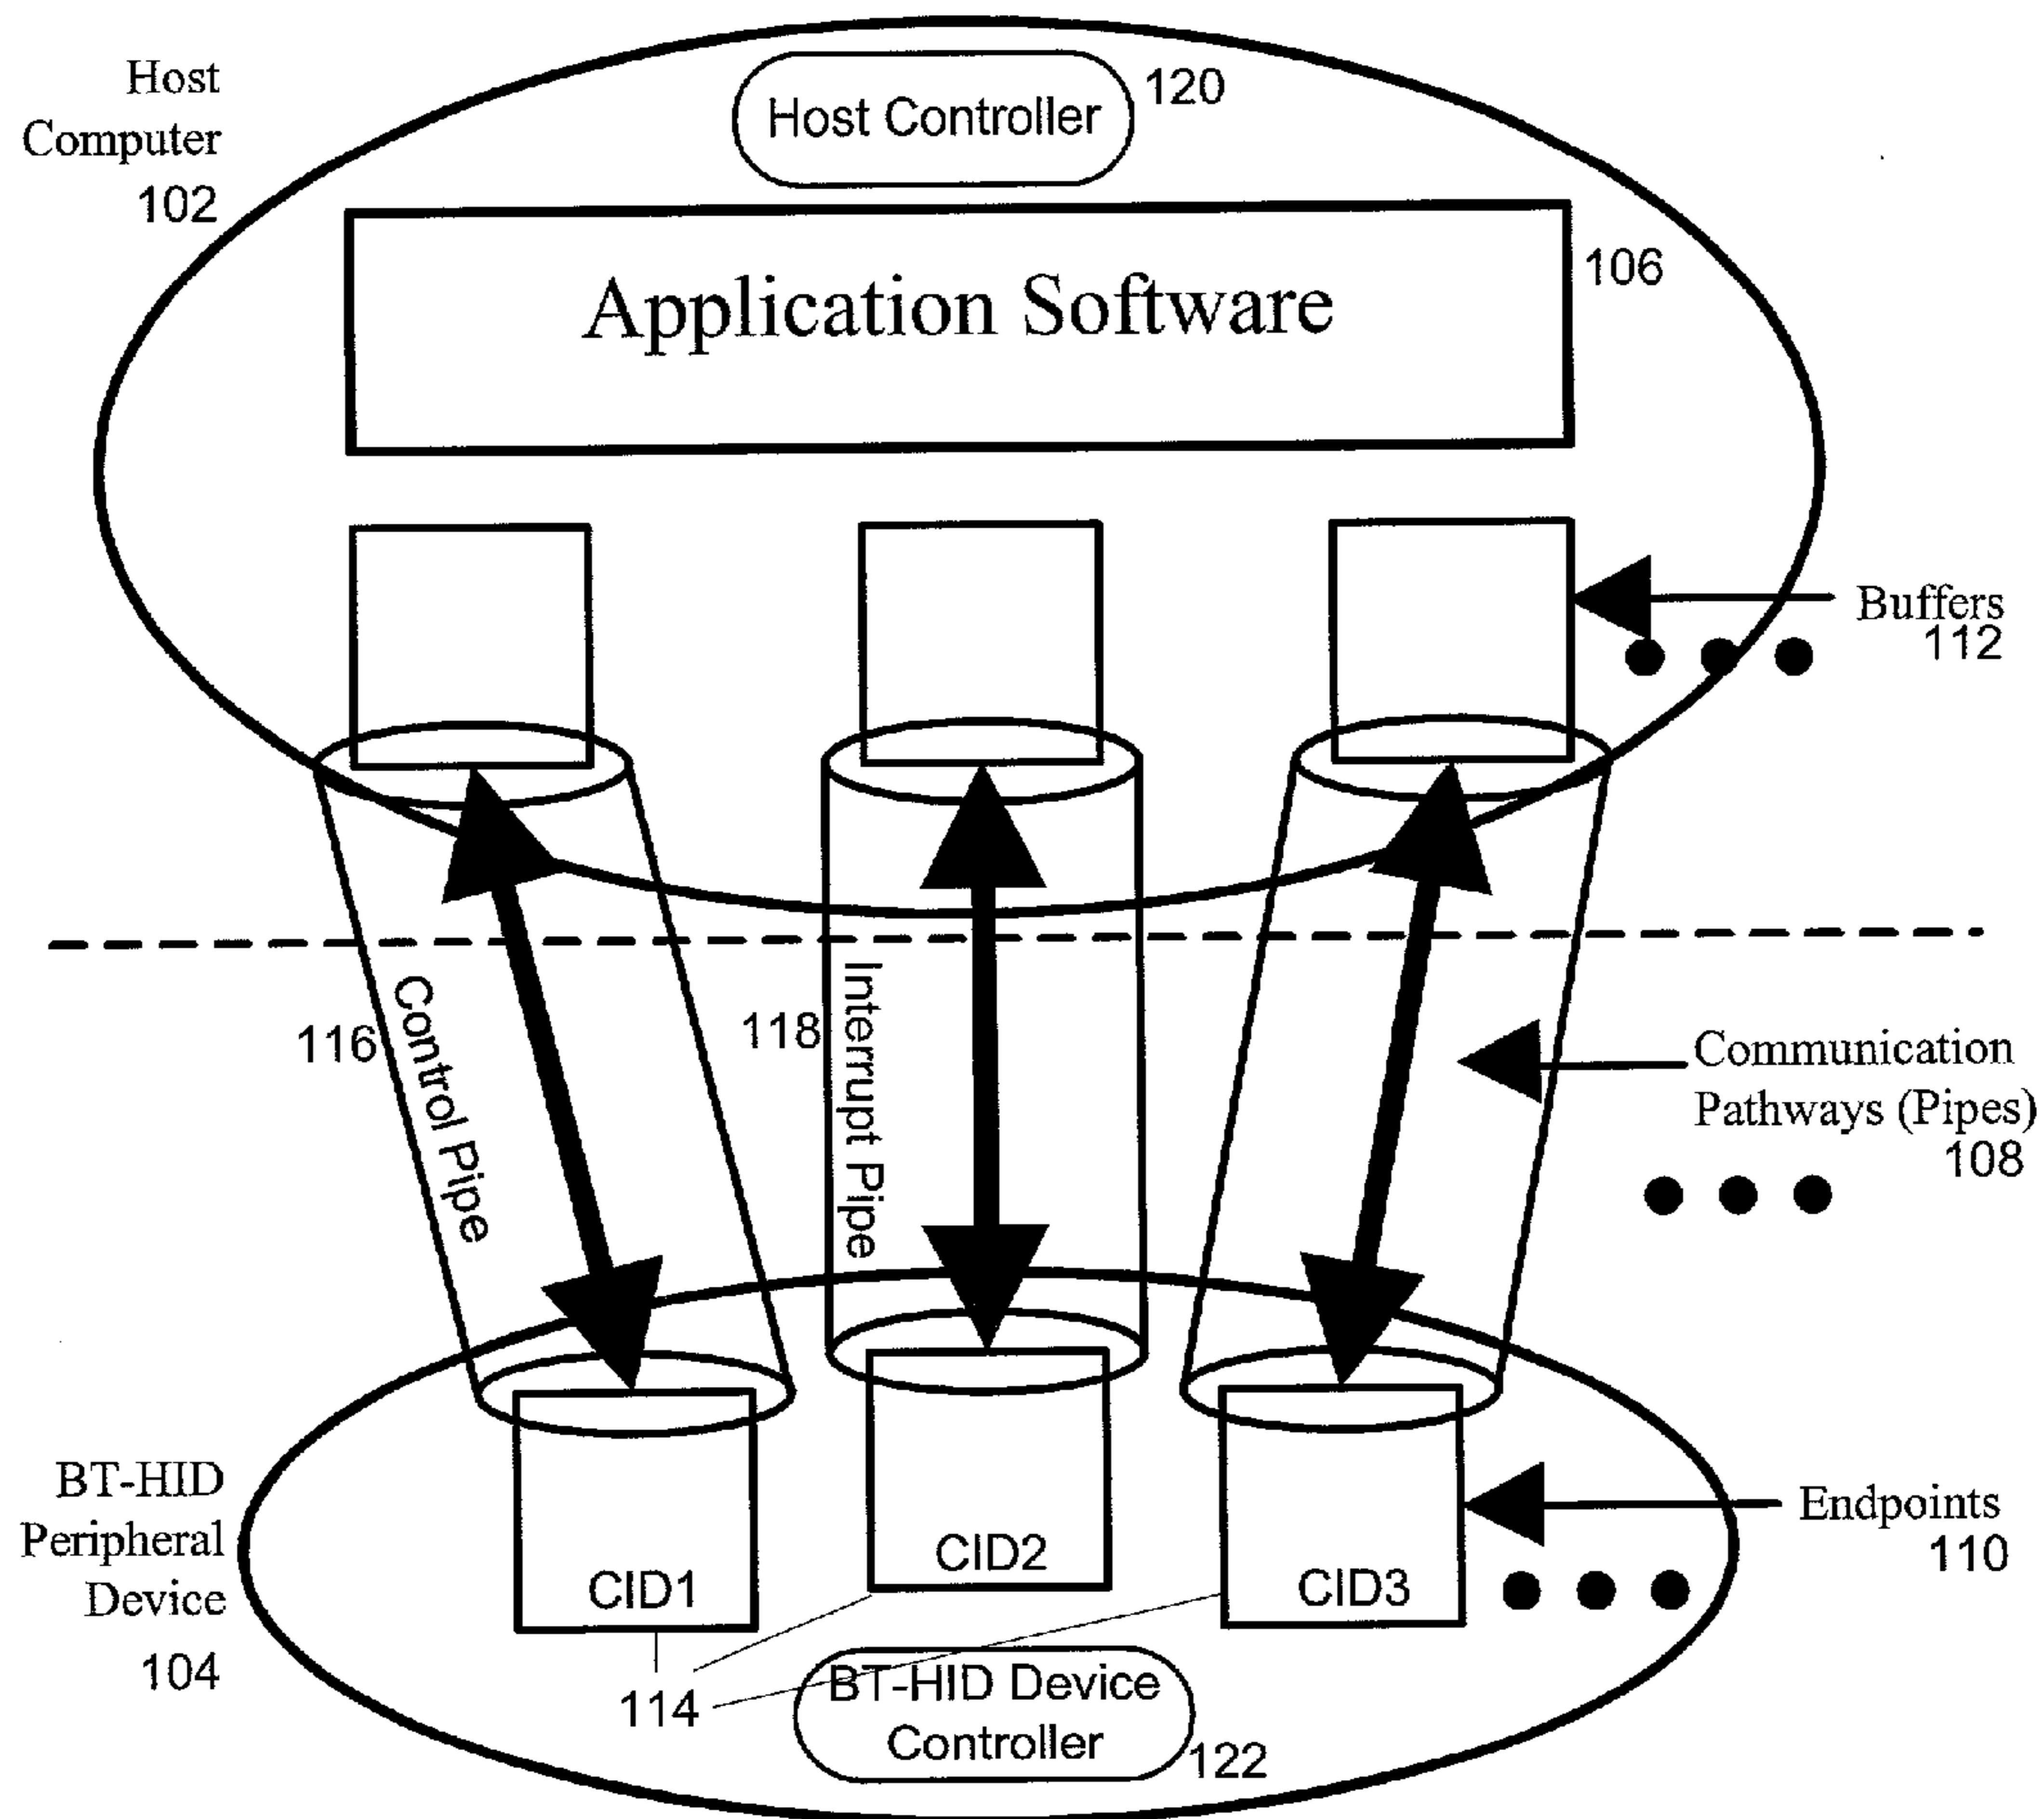 Host
Computer
102
Host Controller
120
Application Software
106
Buffers
112
116
Control Pipe
118
Interrupt Pipe
Communication
Pathways (Pipes)
108
BT-HID
Peripheral
Device
104
CID1
CID2
CID3
Endpoints
110
114
BT-HID Device
Controller
122